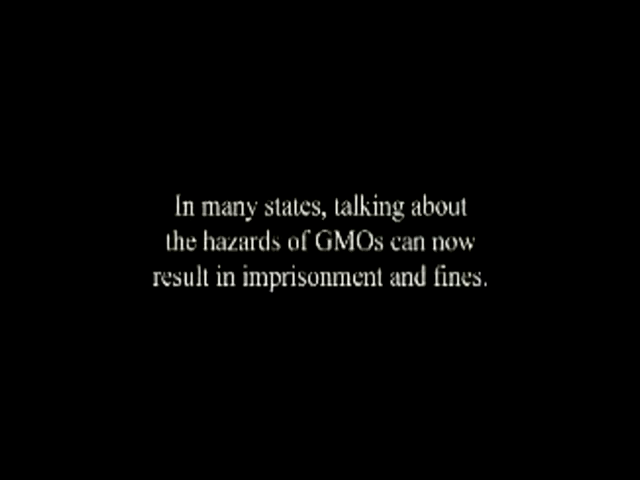 In many states, talking about
the hazards of GMOs can now
result in imprisonment and fines.